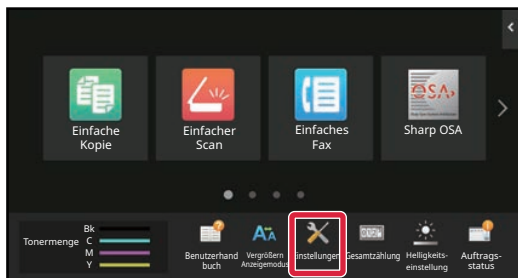 Einfache
Kopie
Einfacher
Scan
Einfaches
Fax
OSA
Sharp OSA
Tonermenge
Bk
C
M
Y
Benutzerhand
buch
Vergrößern
Anzeigemodus
Einstellungen
Gesamtzählung
Helligkeits-
einstellung
Auftrags-
status